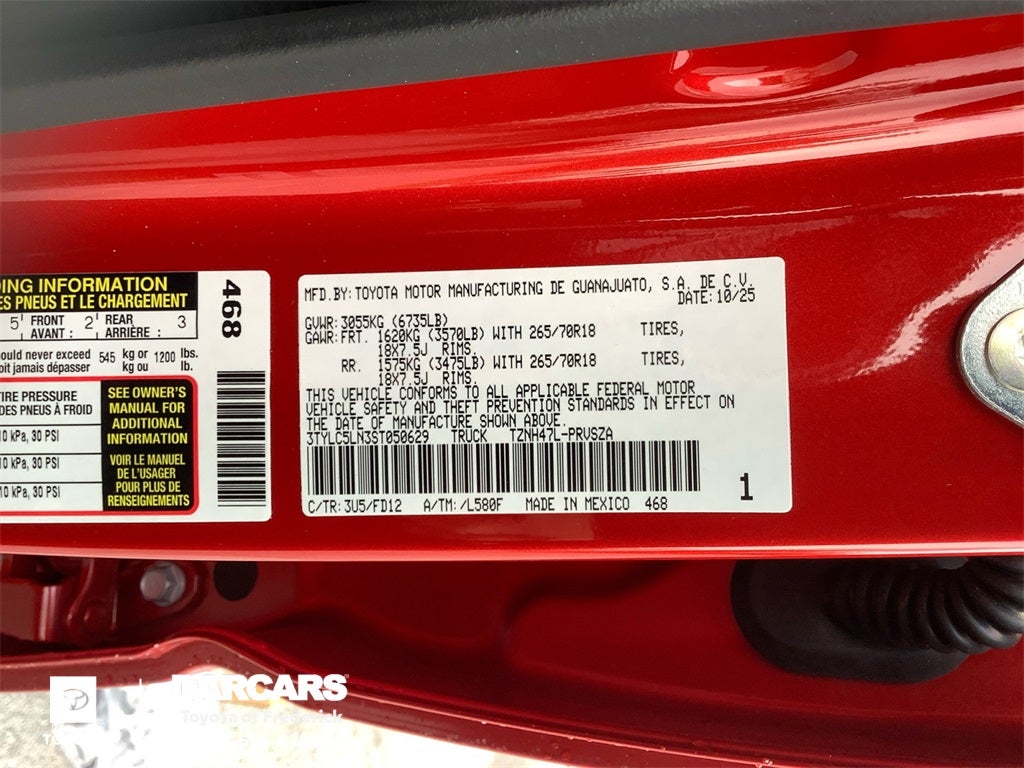 DING INFORMATION
ES PNEUS ET LE CHARGEMENT
5 FRONT AVANT : 2 REAR ARRIÈRE : 3
ould never exceed 545 kg or 1200 lbs.
oit jamais dépasser kg ou lb.
TIRE PRESSURE
DES PNEUS À FROID
10 kPa, 30 PSI
10 kPa, 30 PSI
10 kPa, 30 PSI
SEE OWNER'S
MANUAL FOR
ADDITIONAL
INFORMATION
VOIR LE MANUEL
DE L'USAGER
POUR PLUS DE
RENSEIGNEMENTS
468
MFD.BY: TOYOTA MOTOR MANUFACTURING DE GUANAJUATO, S.A. DE C.V.
DATE: 10/25
GVWR: 3055KG (6735LB)
GAWR: FRT. 1620KG (3570LB) WITH 265/70R18 TIRES,
18X7.5J RIMS.
RR. 1575KG (3475LB) WITH 265/70R18 TIRES,
18X7.5J RIMS.
THIS VEHICLE CONFORMS TO ALL APPLICABLE FEDERAL MOTOR
VEHICLE SAFETY AND THEFT PREVENTION STANDARDS IN EFFECT ON
THE DATE OF MANUFACTURE SHOWN ABOVE.
3TYLC5LN3ST050629 TRUCK TZNH47L-PRVSZA
1
C/TR: 3U5/FD12 A/TM: /L580F MADE IN MEXICO 468
DARCARS
Toyota of Frederick